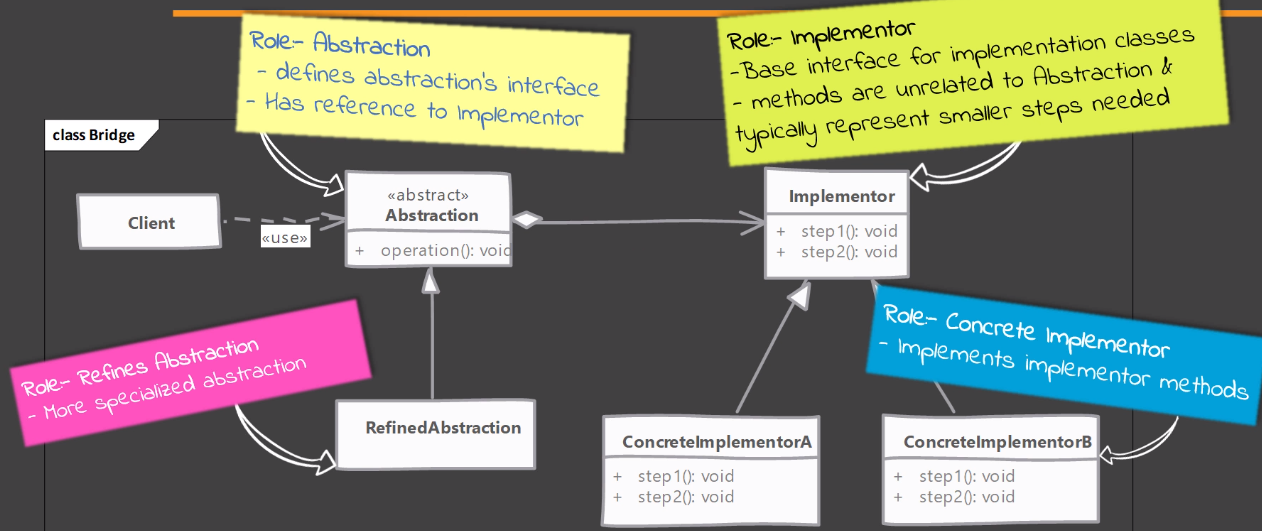 Role:- Abstraction
- defines abstraction's interface
- Has reference to Implementor
Role:- Implementor
-Base interface for implementation classes
- methods are unrelated to Abstraction &
typically represent smaller steps needed
class Bridge
Client
«use»
«abstract»
Abstraction
+ operation(): void
Implementor
+ step1(): void
+ step2(): void
Role:- Refines Abstraction
- More specialized abstraction
Role:- Concrete Implementor
- Implements implementor methods
RefinedAbstraction
ConcreteImplementorA
+ step1(): void
+ step2(): void
ConcreteImplementorB
+ step1(): void
+ step2(): void